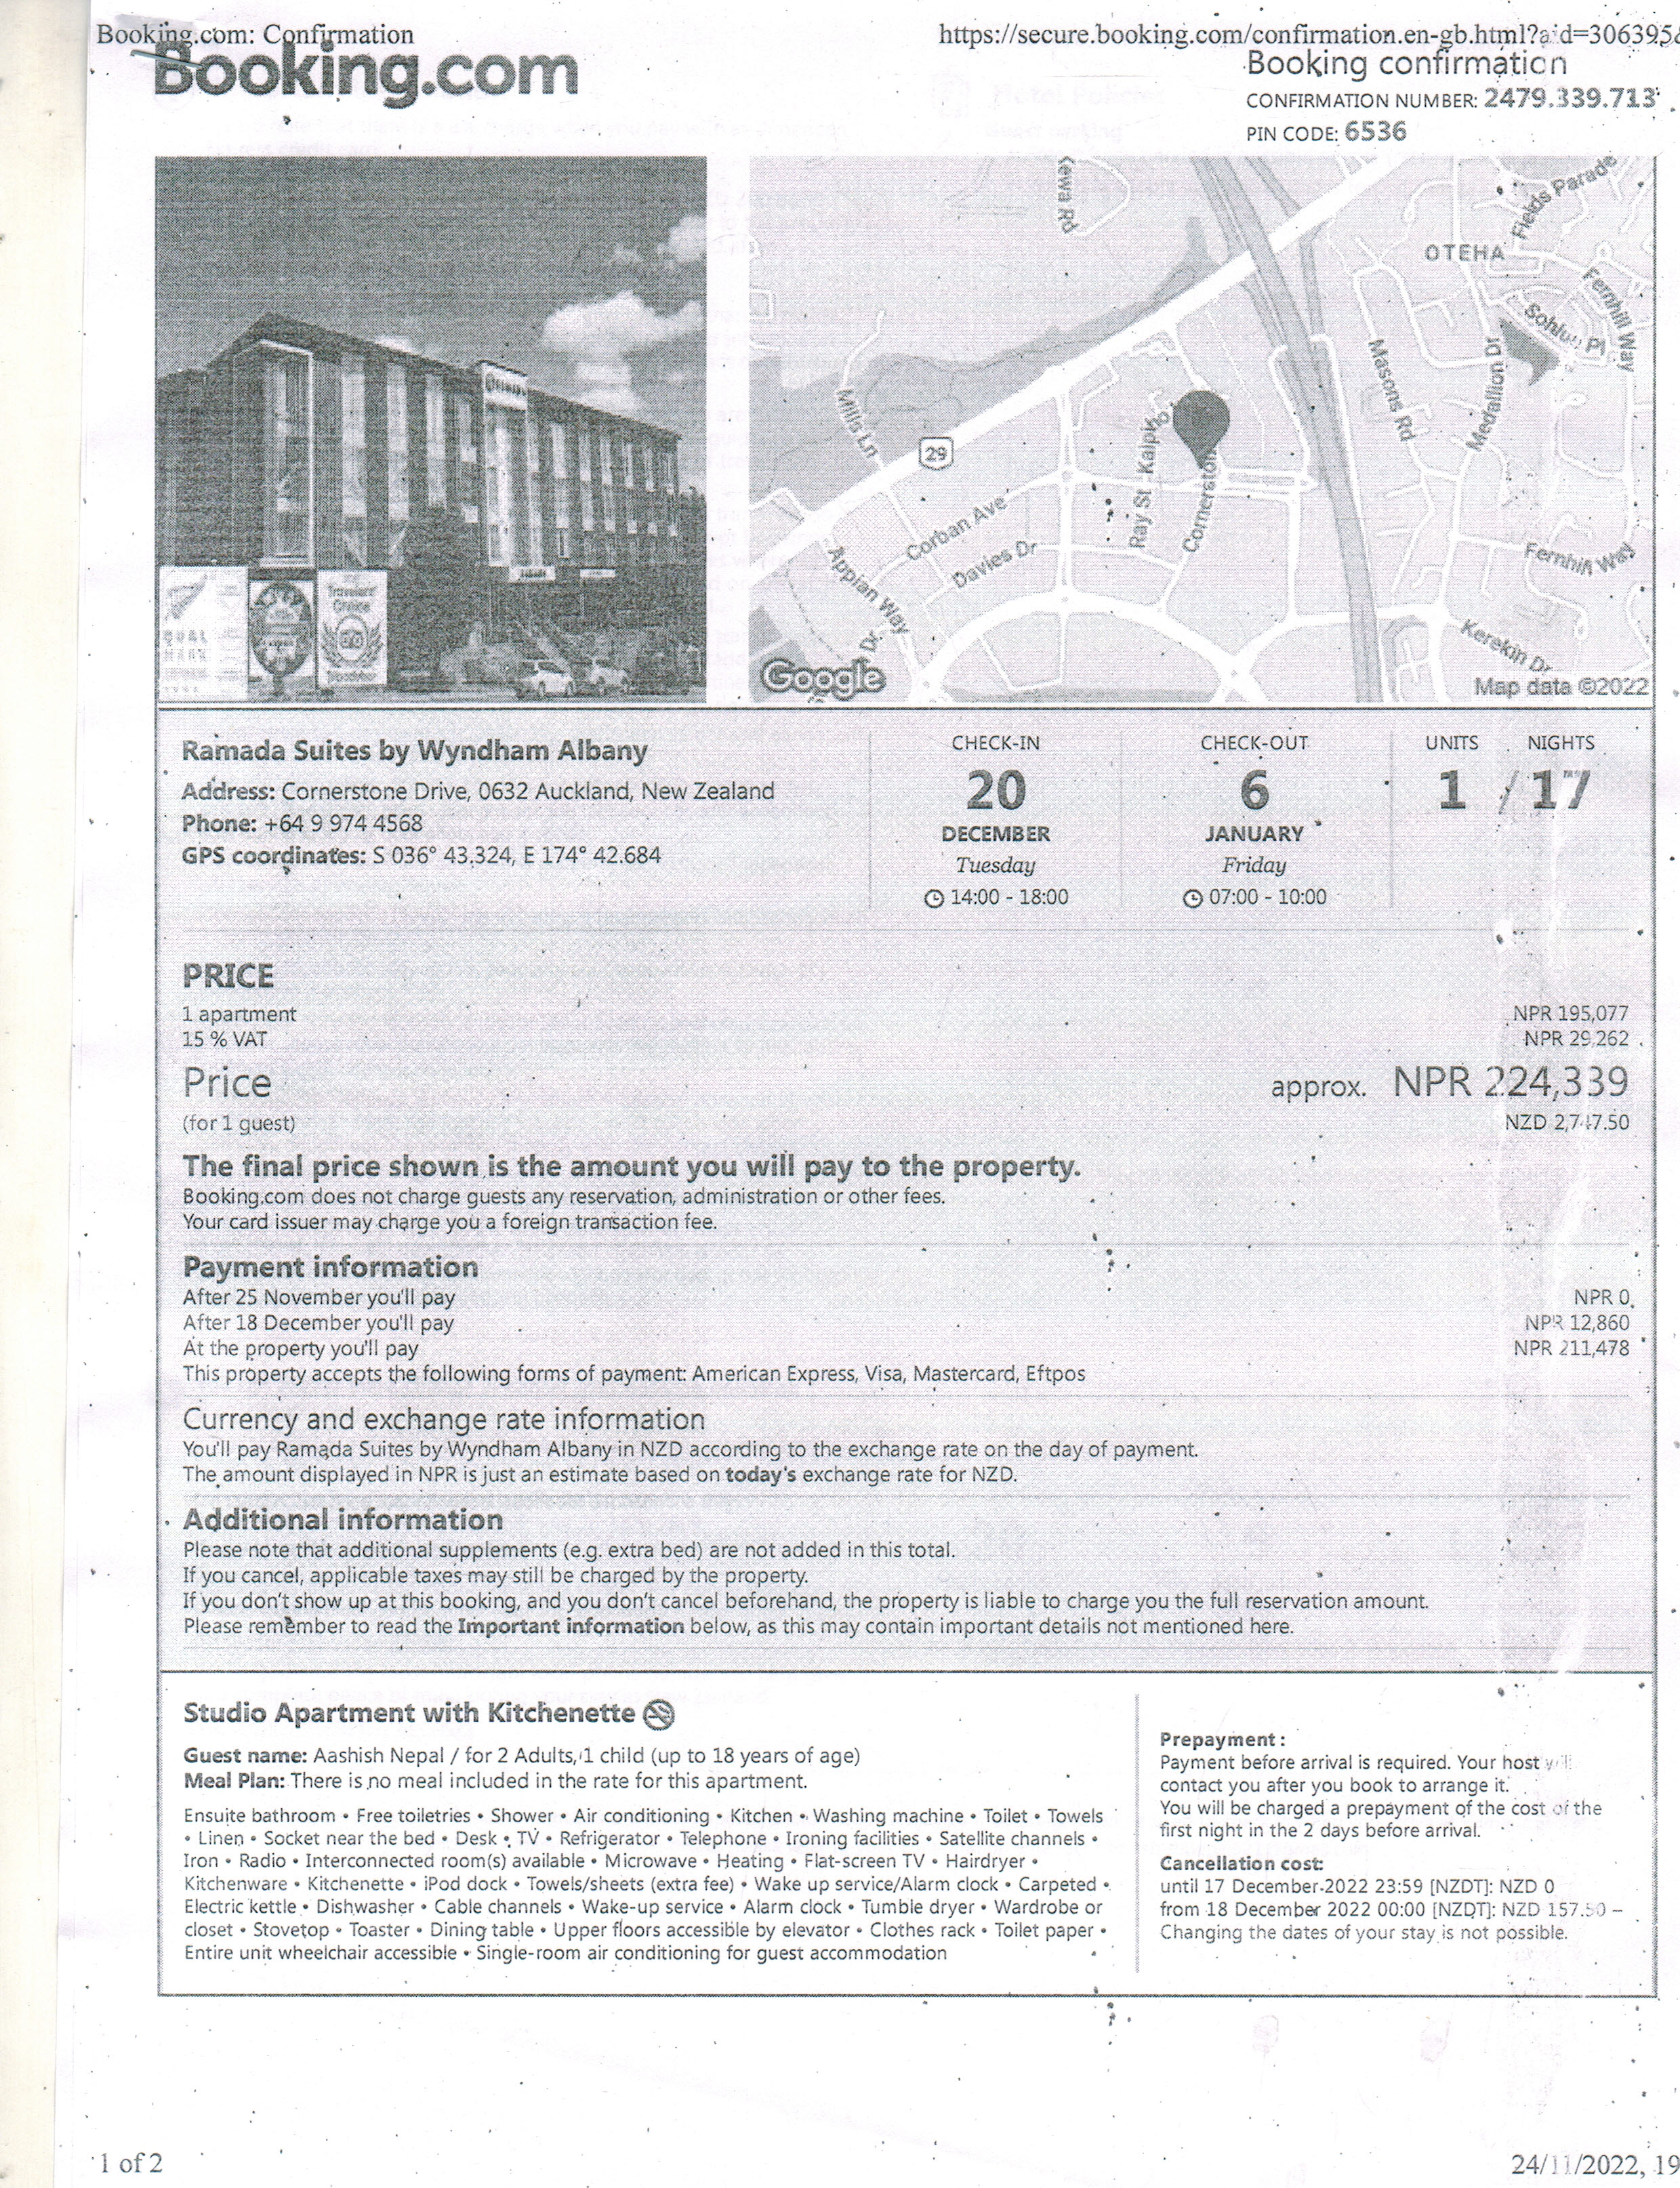 Booking.com: Confirmation
https://secure.booking.com/confirmation.en-gb.html?aid=306395
Booking.com
Booking confirmation
CONFIRMATION NUMBER: 2479.339.713
PIN CODE: 6536
Kewa Rd
Fields Parade
OTEHA
Fernhill Way
Masons Rd
Medallion Dr
Mills Ln
29
Ray St
Cornerston
Corban Ave
Davies Dr
Appian Way
Dr
Fernhill Way
Kerekin Dr
Travelers'
Choice
Google
Map data ©2022
Ramada Suites by Wyndham Albany
Address: Cornerstone Drive, 0632 Auckland, New Zealand
Phone: +64 9 974 4568
GPS coordinates: S 036° 43.324, E 174° 42.684
CHECK-IN
20
DECEMBER
Tuesday
14:00 - 18:00
CHECK-OUT
6
JANUARY
Friday
07:00 - 10:00
UNITS NIGHTS
1 / 17
PRICE
1 apartment NPR 195,077
15 % VAT NPR 29,262
Price approx. NPR 224,339
(for 1 guest) NZD 2,747.50
The final price shown is the amount you will pay to the property.
Booking.com does not charge guests any reservation, administration or other fees.
Your card issuer may charge you a foreign transaction fee.
Payment information
After 25 November you'll pay NPR 0
After 18 December you'll pay NPR 12,860
At the property you'll pay NPR 211,478
This property accepts the following forms of payment: American Express, Visa, Mastercard, Eftpos
Currency and exchange rate information
You'll pay Ramada Suites by Wyndham Albany in NZD according to the exchange rate on the day of payment.
The amount displayed in NPR is just an estimate based on today's exchange rate for NZD.
Additional information
Please note that additional supplements (e.g. extra bed) are not added in this total.
If you cancel, applicable taxes may still be charged by the property.
If you don't show up at this booking, and you don't cancel beforehand, the property is liable to charge you the full reservation amount.
Please remember to read the Important information below, as this may contain important details not mentioned here.
Studio Apartment with Kitchenette
Guest name: Aashish Nepal / for 2 Adults, 1 child (up to 18 years of age)
Meal Plan: There is no meal included in the rate for this apartment.
Ensuite bathroom • Free toiletries • Shower • Air conditioning • Kitchen • Washing machine • Toilet • Towels
• Linen • Socket near the bed • Desk • TV • Refrigerator • Telephone • Ironing facilities • Satellite channels •
Iron • Radio • Interconnected room(s) available • Microwave • Heating • Flat-screen TV • Hairdryer •
Kitchenware • Kitchenette • iPod dock • Towels/sheets (extra fee) • Wake up service/Alarm clock • Carpeted •
Electric kettle • Dishwasher • Cable channels • Wake-up service • Alarm clock • Tumble dryer • Wardrobe or
closet • Stovetop • Toaster • Dining table • Upper floors accessible by elevator • Clothes rack • Toilet paper •
Entire unit wheelchair accessible • Single-room air conditioning for guest accommodation
Prepayment :
Payment before arrival is required. Your host will
contact you after you book to arrange it.
You will be charged a prepayment of the cost of the
first night in the 2 days before arrival.
Cancellation cost:
until 17 December 2022 23:59 [NZDT]: NZD 0
from 18 December 2022 00:00 [NZDT]: NZD 157.50 –
Changing the dates of your stay is not possible.
1 of 2
24/11/2022, 19